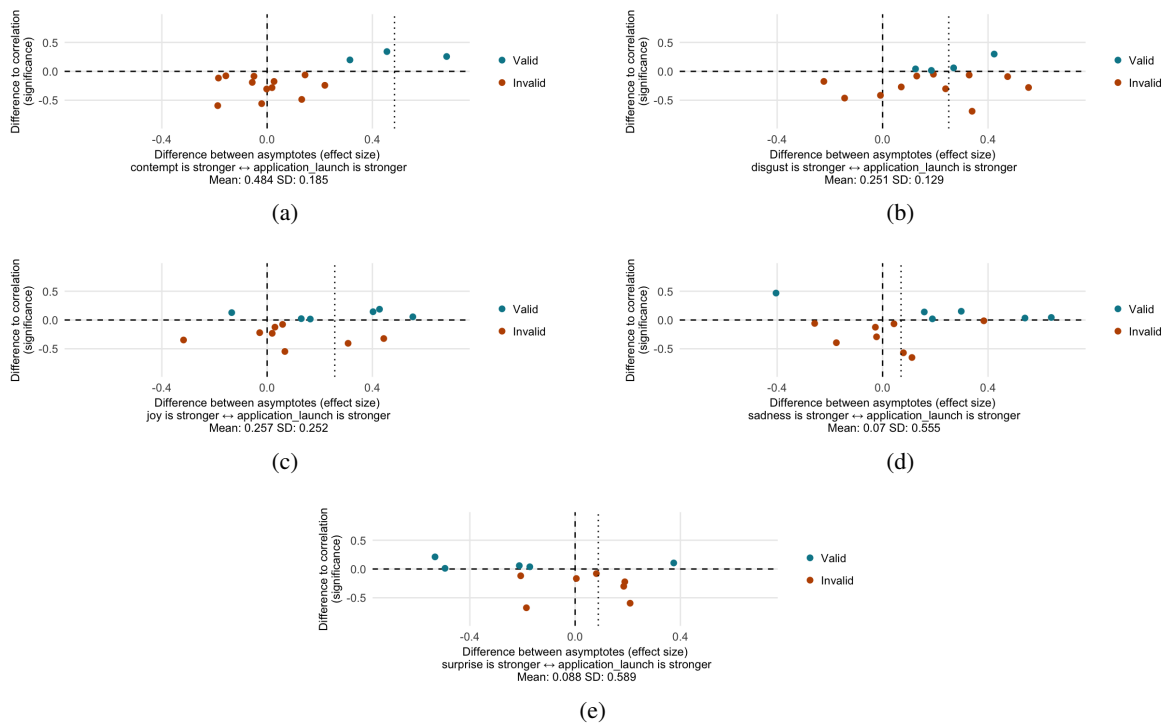 Difference to correlation
(significance)
0.5
0.0
-0.5
-0.4
0.0
0.4
Difference between asymptotes (effect size)
contempt is stronger ↔ application_launch is stronger
Mean: 0.484 SD: 0.185
Valid
Invalid
(a)
Difference to correlation
(significance)
0.5
0.0
-0.5
-0.4
0.0
0.4
Difference between asymptotes (effect size)
disgust is stronger ↔ application_launch is stronger
Mean: 0.251 SD: 0.129
Valid
Invalid
(b)
Difference to correlation
(significance)
0.5
0.0
-0.5
-0.4
0.0
0.4
Difference between asymptotes (effect size)
joy is stronger ↔ application_launch is stronger
Mean: 0.257 SD: 0.252
Valid
Invalid
(c)
Difference to correlation
(significance)
0.5
0.0
-0.5
-0.4
0.0
0.4
Difference between asymptotes (effect size)
sadness is stronger ↔ application_launch is stronger
Mean: 0.07 SD: 0.555
Valid
Invalid
(d)
Difference to correlation
(significance)
0.5
0.0
-0.5
-0.4
0.0
0.4
Difference between asymptotes (effect size)
surprise is stronger ↔ application_launch is stronger
Mean: 0.088 SD: 0.589
Valid
Invalid
(e)